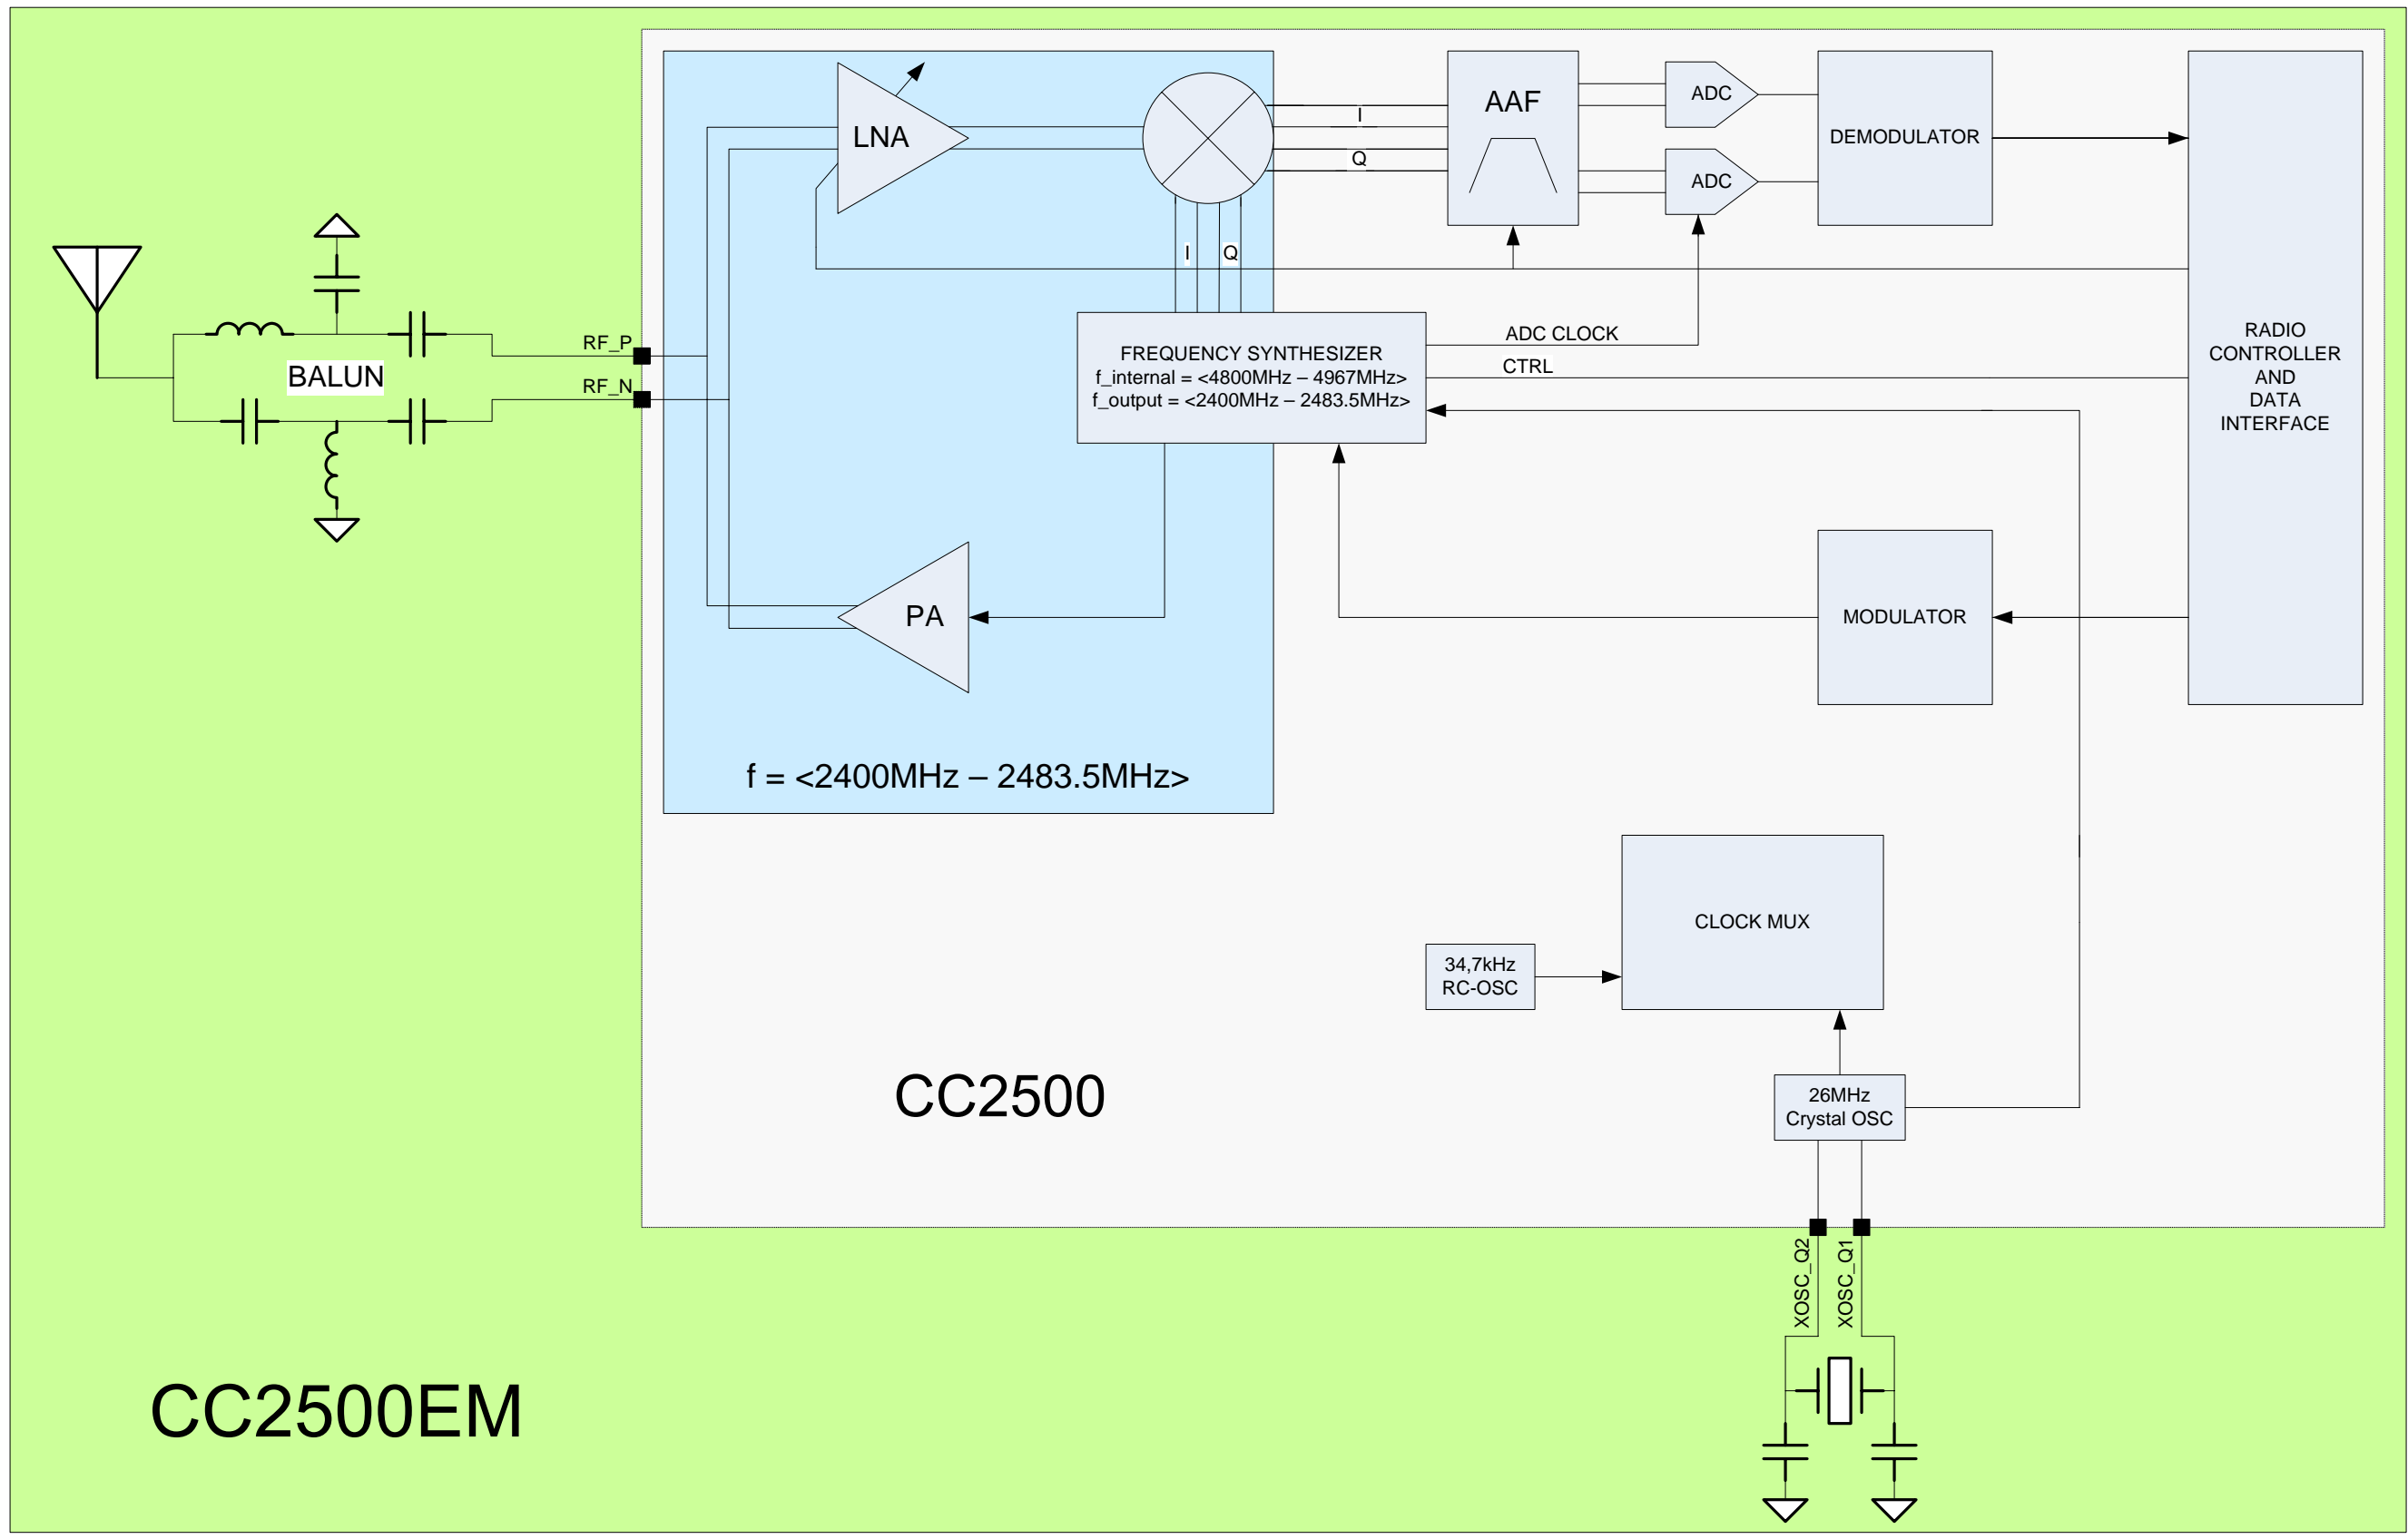 LNA
I
Q
AAF
ADC
ADC
DEMODULATOR
I
Q
RF_P
RF_N
BALUN
FREQUENCY SYNTHESIZER
f_internal = <4800MHz – 4967MHz>
f_output = <2400MHz – 2483.5MHz>
ADC CLOCK
CTRL
RADIO
CONTROLLER
AND
DATA
INTERFACE
PA
MODULATOR
f = <2400MHz – 2483.5MHz>
CLOCK MUX
34,7kHz
RC-OSC
CC2500
26MHz
Crystal OSC
XOSC_Q2
XOSC_Q1
CC2500EM